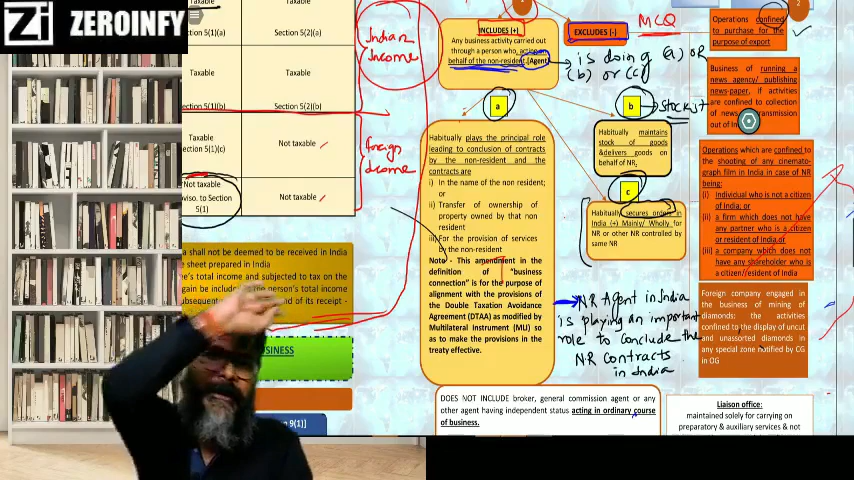 Zi ZEROINFY
Taxable
Section 5(1)(a)
Section 5(2)(a)
Taxable
Taxable
Section 5(1)(b)
Section 5(2)(b)
Taxable
Section 5(1)(c)
Not taxable
Not taxable
5(1)
Not taxable
Indian
Income
foreign
Income
a shall not be deemed to be received in India
e sheet prepared in India
e's total income and subjected to tax on the
gain be include
person's total income
ubsequent
nd of its receipt -
BUSINESS
9(1)]
INCLUDES (+)
Any business activity carried out
through a person who, acting on
behalf of the non-resident. (Agent)
EXCLUDES (-)
MCQ
is doing (a) OR
(b) or (c)
a
Habitually plays the principal role
leading to conclusion of contracts
by the non-resident and the
contracts are
i) In the name of the non resident;
or
ii) Transfer of ownership of
property owned by that non
resident
iii) For the provision of services by
the non-resident
Note - This amendment in the
definition of "business
connection" is for the purpose of
alignment with the provisions of
the Double Taxation Avoidance
Agreement (DTAA) as modified by
Multilateral Instrument (MLI) so
as to make the provisions in the
treaty effective.
b
Stockist
Habitually maintains
stock of goods
&delivers goods on
behalf of NR.
c
Habitually secures orders in
India (+) Mainly/ Wholly for
NR or other NR controlled by
same NR
NR Agent in India
is playing an important
role to conclude the
NR Contracts
in India
DOES NOT INCLUDE broker, general commission agent or any
other agent having independent status acting in ordinary course
of business.
2
Operations confined
to purchase for the
purpose of export
Business of running a
news agency/ publishing
news-paper, if
activities are confined to
collection of news
transmission
out of India
Operations which are confined to
the shooting of any cinemato-
graph film in India in case of NR
being:
(i) individual who is not a citizen
of India, or
(ii) a firm which does not have
any partner who is a citizen
or resident of India, or
(iii) a company which does not
have any shareholder who is
a citizen/resident of India
Foreign company engaged in
the business of mining of
diamonds: the activities
confined to the display of uncut
and unassorted diamonds in
any special zone notified by CG
in OG
Liaison office:
maintained solely for carrying on
preparatory & auxiliary services & not